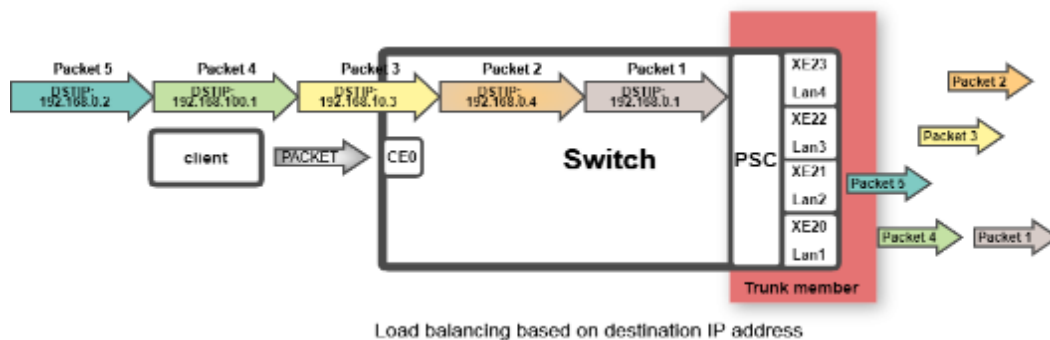 Packet 5
Packet 4
Packet 3
Packet 2
Packet 1
DSTIP:
192.168.0.2
DSTIP:
192.168.100.1
DSTIP:
192.168.10.3
DSTIP:
192.168.0.4
DSTIP:
192.168.0.1
client
PACKET
CE0
Switch
PSC
XE23
Lan4
XE22
Lan3
XE21
Lan2
XE20
Lan1
Packet 2
Packet 3
Packet 5
Packet 4
Packet 1
Trunk member
Load balancing based on destination IP address